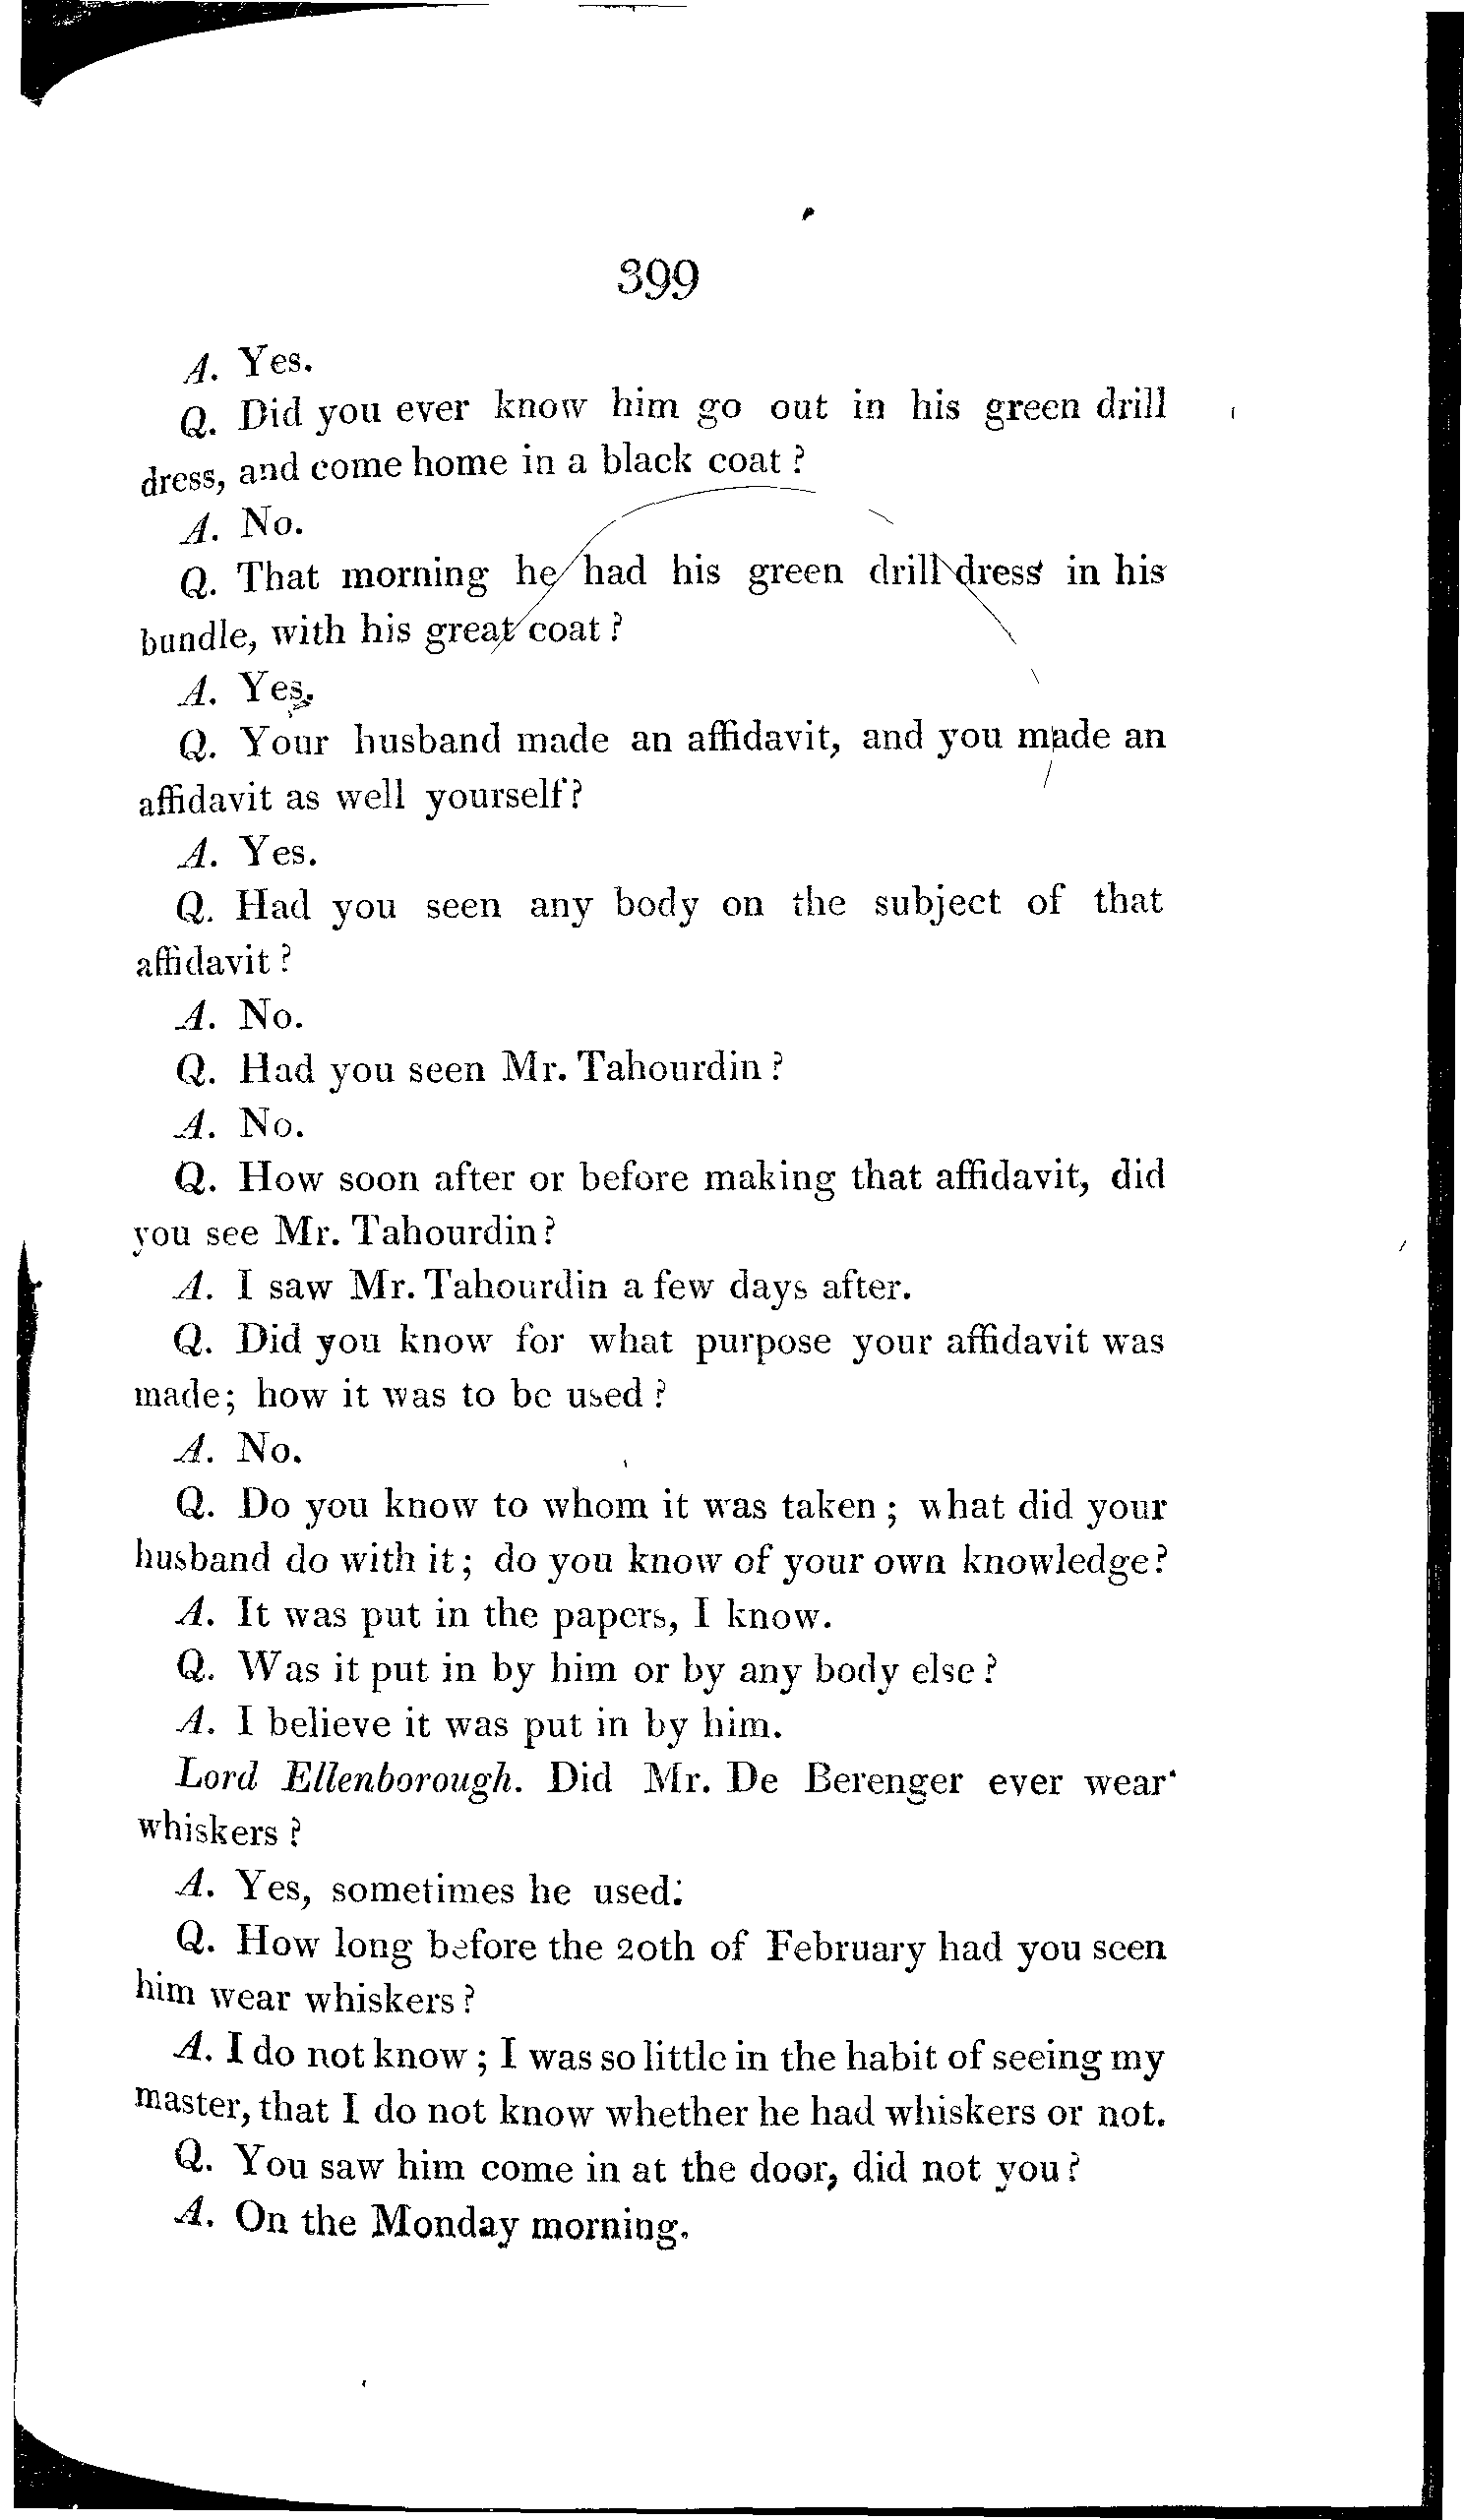 399
A. Yes.
Q. Did you ever know him go out in his green drill
dress, and come home in a black coat?
A. No.
Q. That morning he had his green drill dress in his
bundle, with his great coat?
A. Yes.
Q. Your husband made an affidavit, and you made an
affidavit as well yourself?
A. Yes.
Q. Had you seen any body on the subject of that
affidavit?
A. No.
Q. Had you seen Mr. Tahourdin?
A. No.
Q. How soon after or before making that affidavit, did
you see Mr. Tahourdin?
A. I saw Mr. Tahourdin a few days after.
Q. Did you know for what purpose your affidavit was
made; how it was to be used?
A. No.
Q. Do you know to whom it was taken; what did your
husband do with it; do you know of your own knowledge?
A. It was put in the papers, I know.
Q. Was it put in by him or by any body else?
A. I believe it was put in by him.
Lord Ellenborough. Did Mr. De Berenger ever wear
whiskers?
A. Yes, sometimes he used.
Q. How long before the 20th of February had you seen
him wear whiskers?
A. I do not know; I was so little in the habit of seeing my
master, that I do not know whether he had whiskers or not.
Q. You saw him come in at the door, did not you?
A. On the Monday morning.